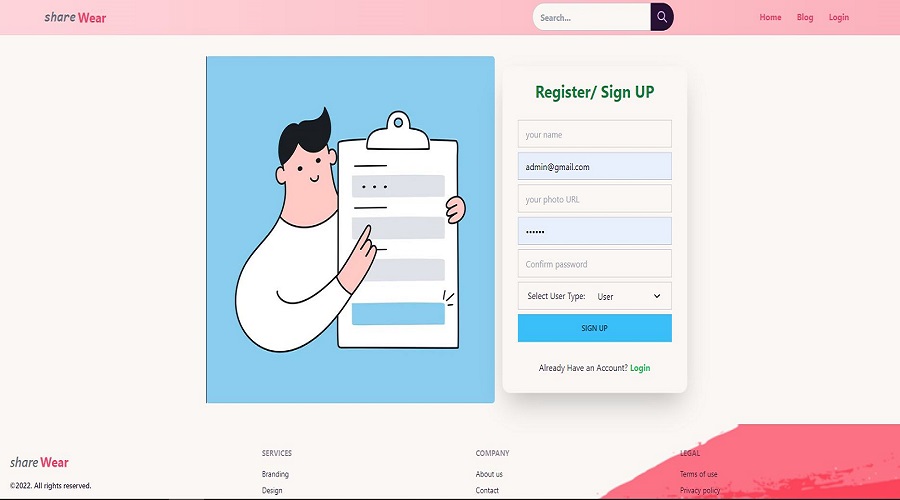 share Wear
Search...
Home Blog Login
Register/ Sign UP
your name
admin@gmail.com
your photo URL
••••••
Confirm password
Select User Type: User
SIGN UP
Already Have an Account? Login
share Wear
©2022. All rights reserved.
SERVICES
Branding
Design
COMPANY
About us
Contact
LEGAL
Terms of use
Privacy policy